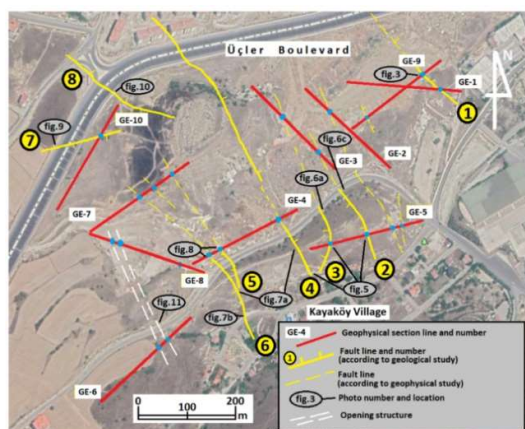 Üçler Boulevard
N
8
fig.10
GE-9
fig.3
GE-1
1
fig.9
GE-10
7
fig.6c
GE-3
GE-2
fig.6a
GE-7
GE-4
GE-5
fig.8
GE-8
5
fig.7a
4
3
fig.5
2
fig.11
fig.7b
6
Kayaköy Village
GE-6
0 100 200
m
GE-4 Geophysical section line and number
1 Fault line and number
(according to geological study)
Fault line
(according to geophysical study)
fig.3 Photo number and location
Opening structure